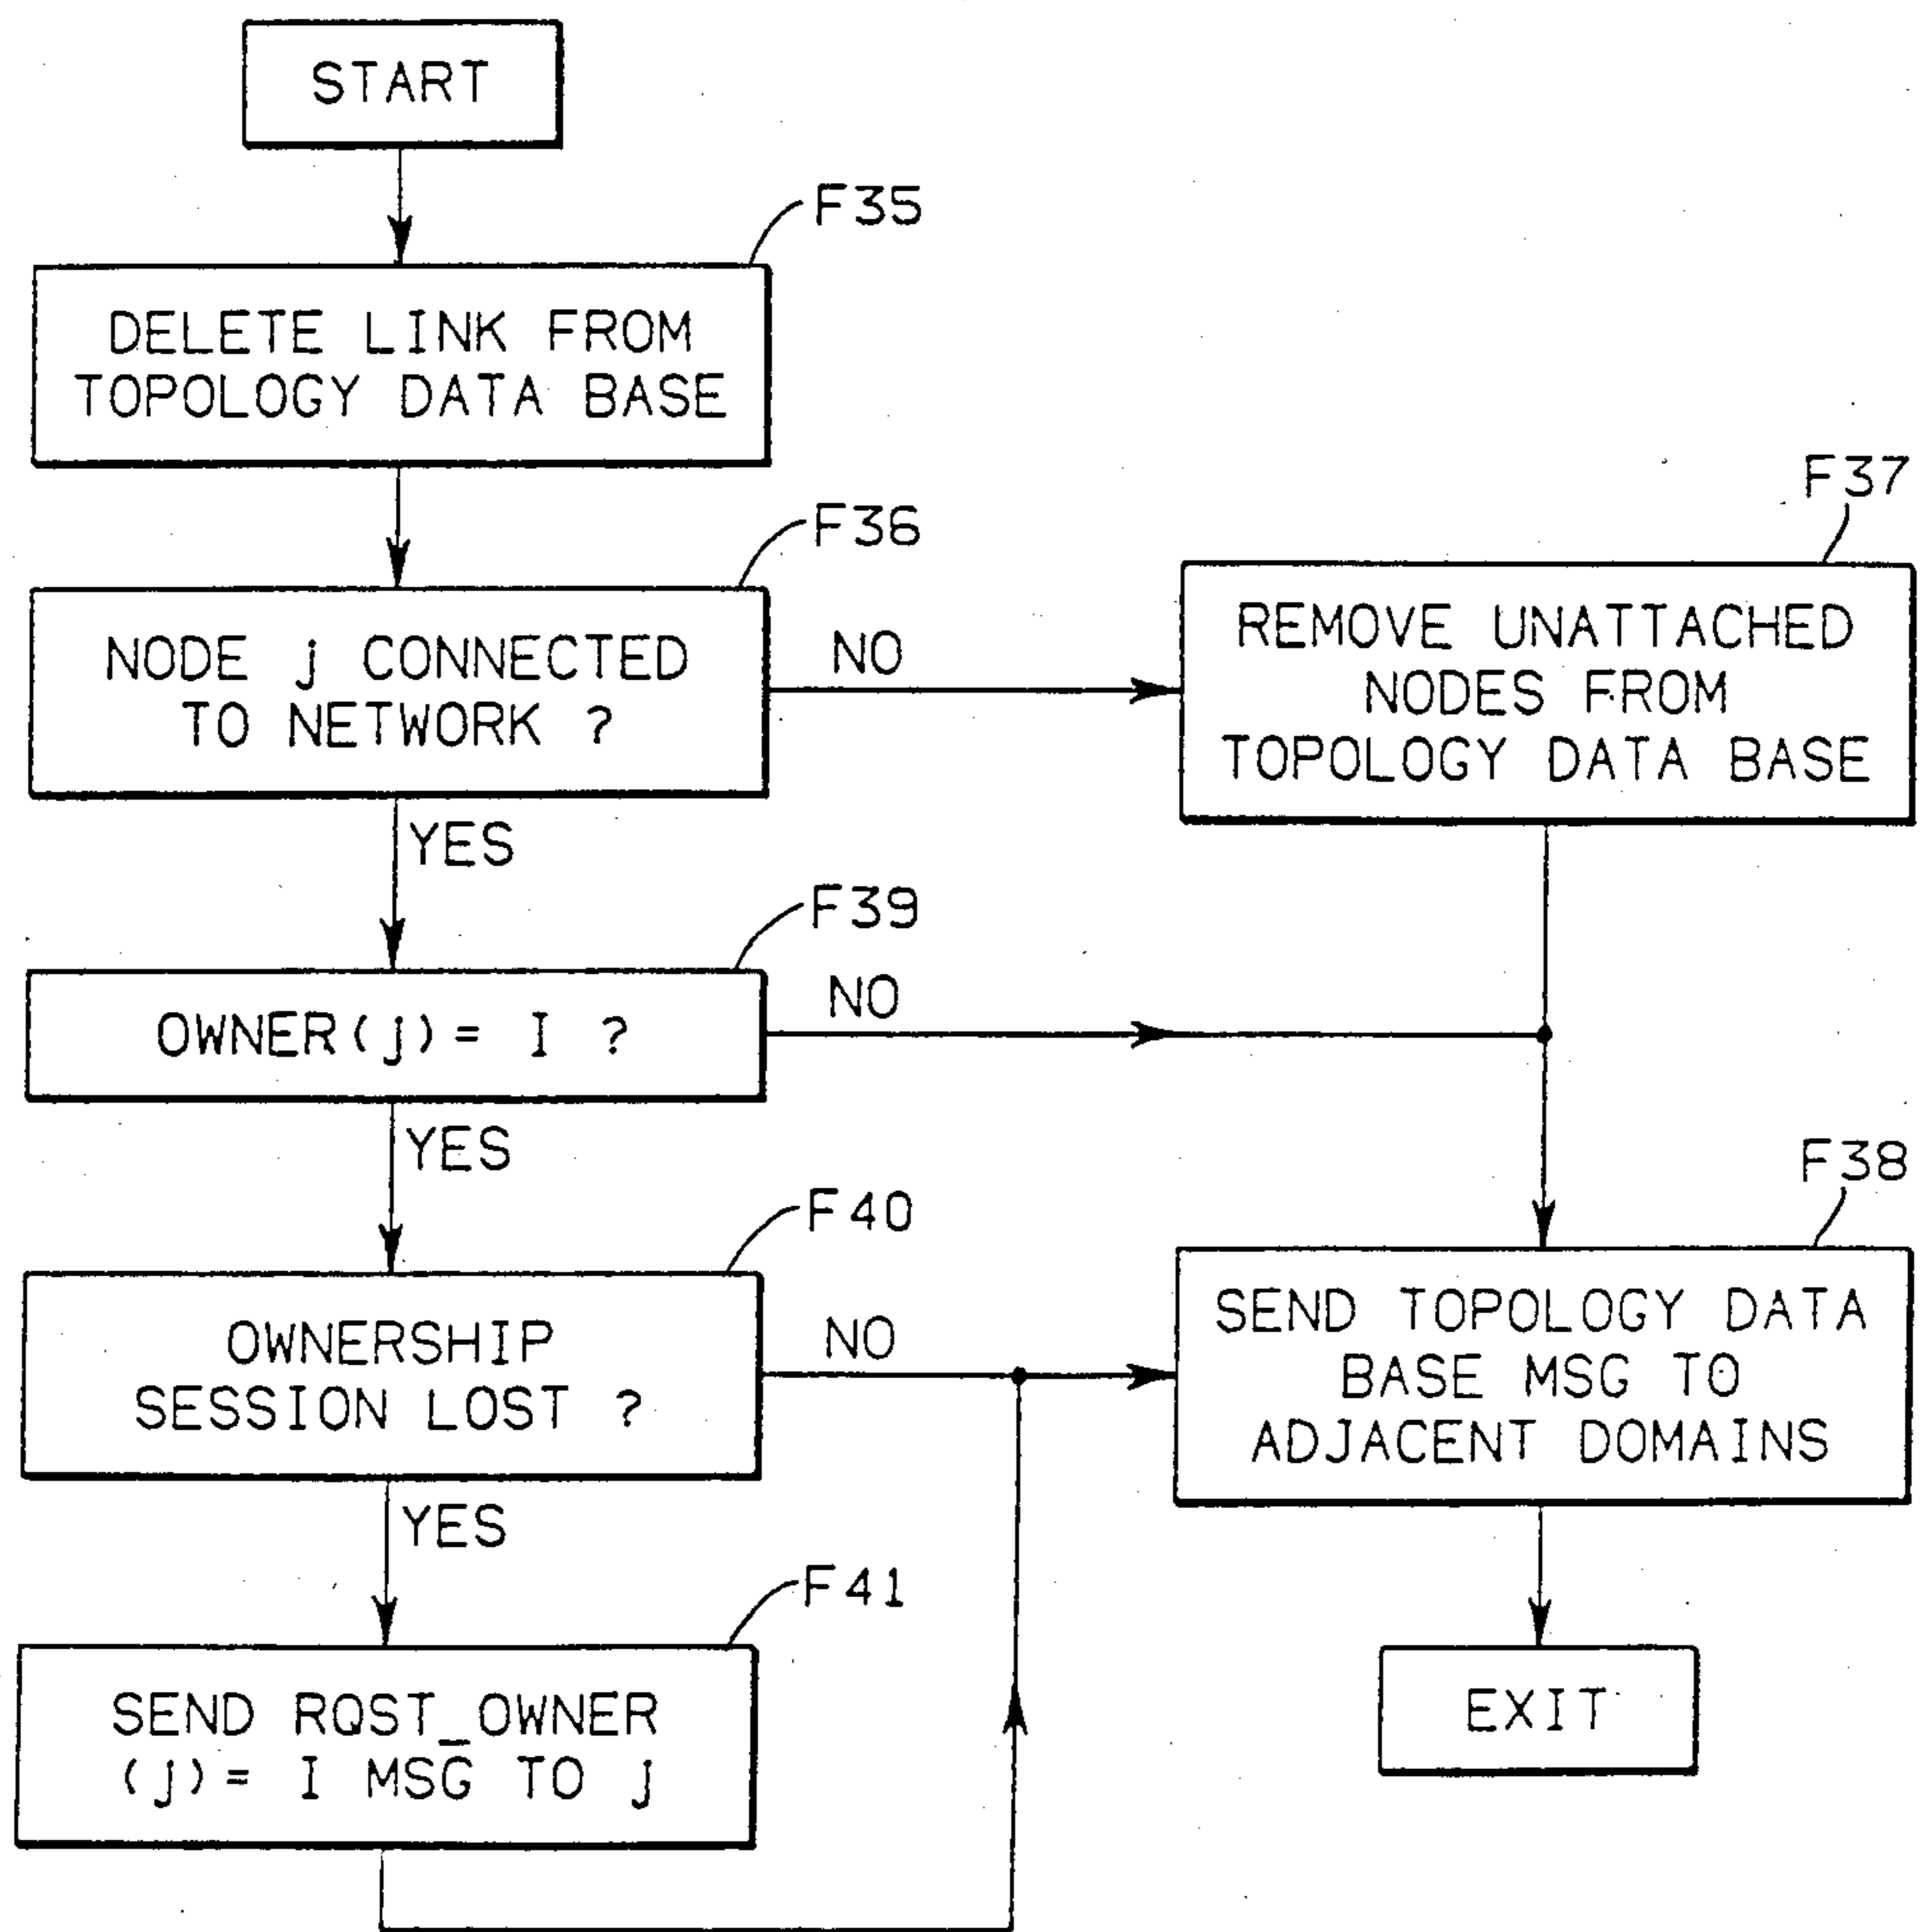 START
F35
DELETE LINK FROM
TOPOLOGY DATA BASE
F36
NODE j CONNECTED
TO NETWORK ?
NO
F37
REMOVE UNATTACHED
NODES FROM
TOPOLOGY DATA BASE
YES
F39
OWNER(j)= I ?
NO
YES
F40
OWNERSHIP
SESSION LOST ?
NO
F38
SEND TOPOLOGY DATA
BASE MSG TO
ADJACENT DOMAINS
YES
F41
SEND RQST_OWNER
(j)= I MSG TO j
EXIT